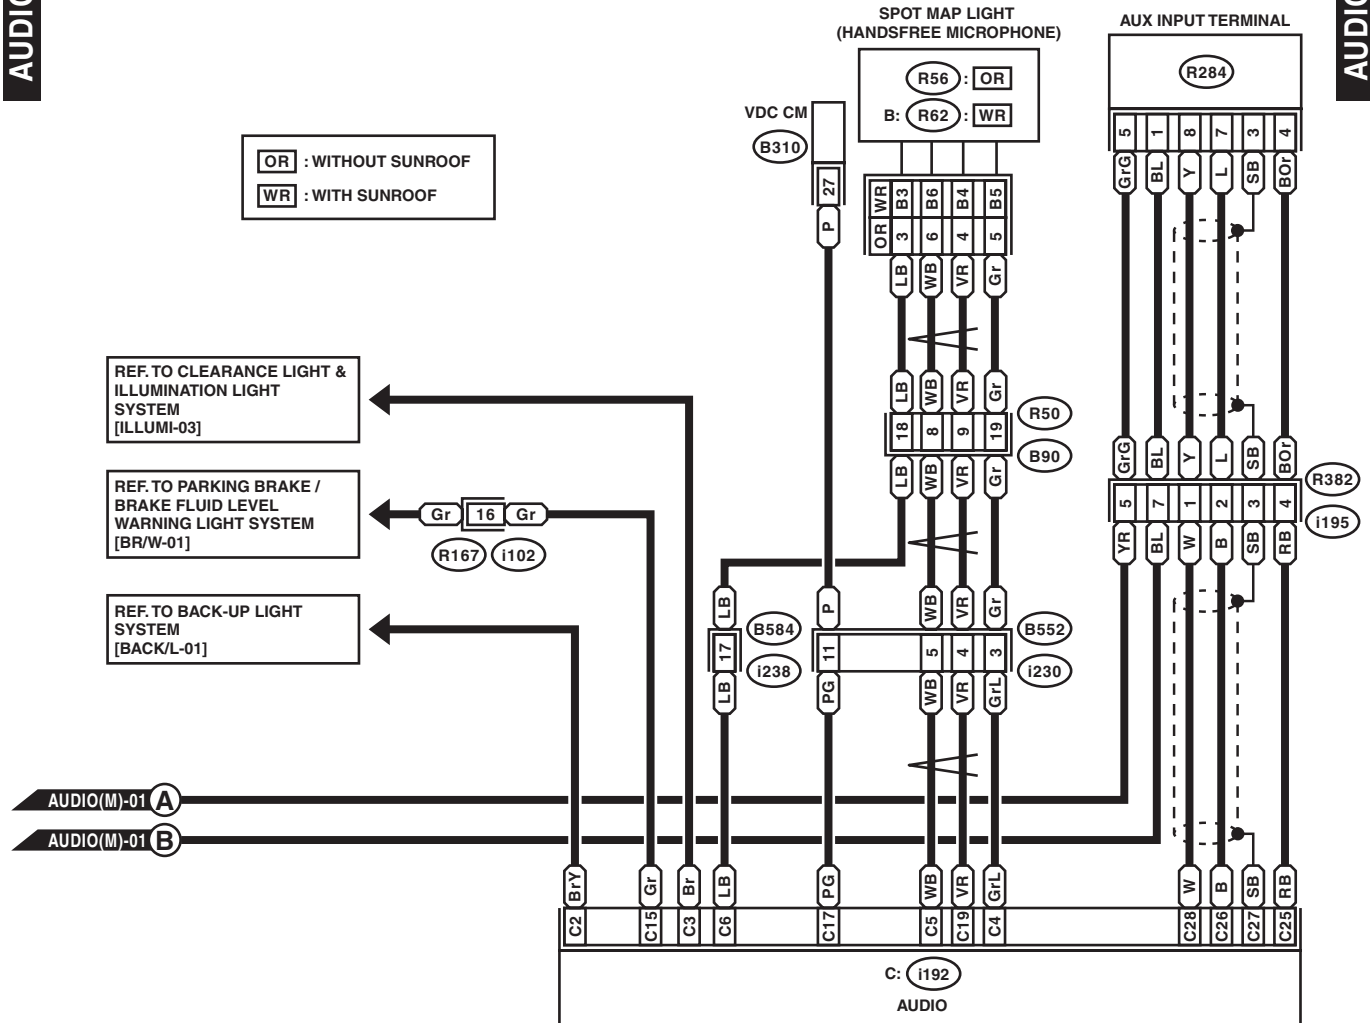 AUDIO
AUDIO
SPOT MAP LIGHT
(HANDSFREE MICROPHONE)
R56 : OR
B: R62 : WR
AUX INPUT TERMINAL
R284
VDC CM
B310
27
P
OR : WITHOUT SUNROOF
WR : WITH SUNROOF
WR B3 B6 B4 B5
OR 3 6 4 5
LB WB VR Gr
5 1 8 7 3 4
GrG BL Y L SB BOr
REF. TO CLEARANCE LIGHT &
ILLUMINATION LIGHT
SYSTEM
[ILLUMI-03]
LB WB VR Gr
18 8 9 19
R50
B90
LB WB VR Gr
GrG BL Y L SB BOr
5 7 1 2 3 4
R382
i195
YR BL W B SB RB
REF. TO PARKING BRAKE /
BRAKE FLUID LEVEL
WARNING LIGHT SYSTEM
[BR/W-01]
Gr 16 Gr
R167 i102
REF. TO BACK-UP LIGHT
SYSTEM
[BACK/L-01]
LB P WB VR Gr
17 B584 11 5 4 3 B552
i238 i230
LB PG WB VR GrL
AUDIO(M)-01 A
AUDIO(M)-01 B
BrY Gr Br LB PG WB VR GrL W B SB RB
C2 C15 C3 C6 C17 C5 C19 C4 C28 C26 C27 C25
C: i192
AUDIO